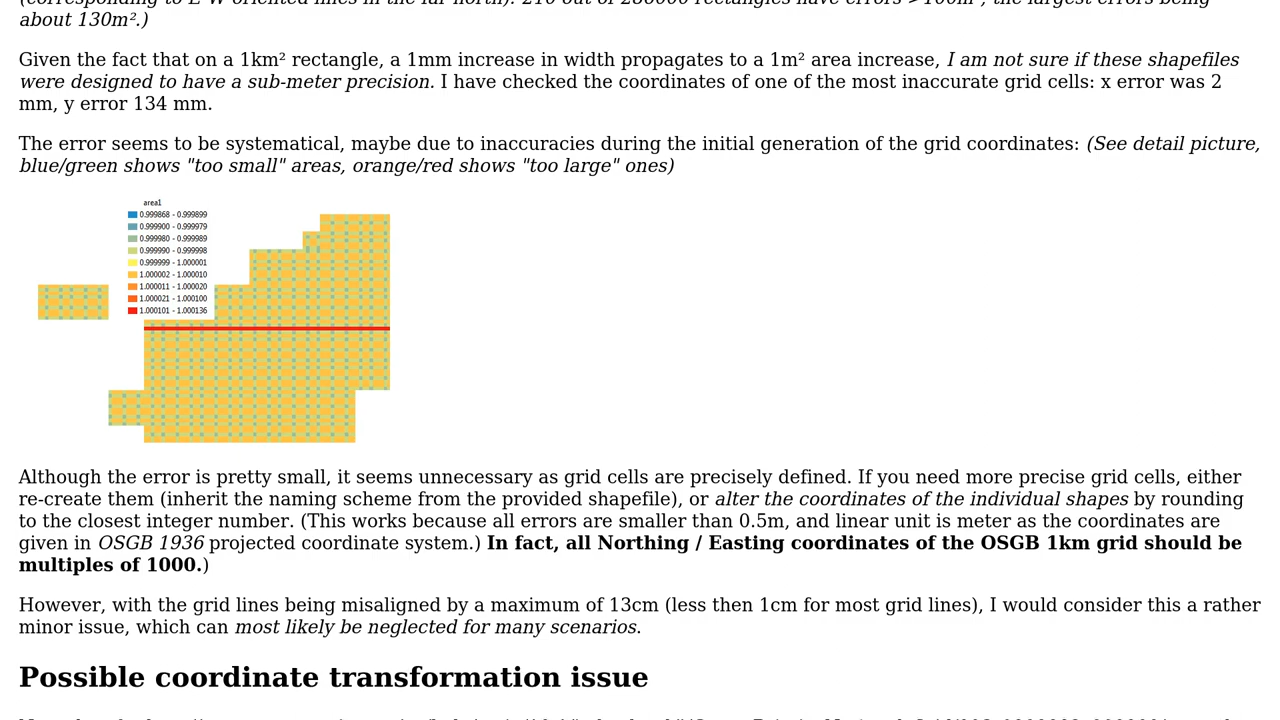 about 130m².)
Given the fact that on a 1km² rectangle, a 1mm increase in width propagates to a 1m² area increase, I am not sure if these shapefiles
were designed to have a sub-meter precision. I have checked the coordinates of one of the most inaccurate grid cells: x error was 2
mm, y error 134 mm.
The error seems to be systematical, maybe due to inaccuracies during the initial generation of the grid coordinates: (See detail picture,
blue/green shows "too small" areas, orange/red shows "too large" ones)
area1
0.999868 - 0.999899
0.999900 - 0.999979
0.999980 - 0.999989
0.999990 - 0.999998
0.999999 - 1.000001
1.000002 - 1.000010
1.000011 - 1.000020
1.000021 - 1.000100
1.000101 - 1.000136
Although the error is pretty small, it seems unnecessary as grid cells are precisely defined. If you need more precise grid cells, either
re-create them (inherit the naming scheme from the provided shapefile), or alter the coordinates of the individual shapes by rounding
to the closest integer number. (This works because all errors are smaller than 0.5m, and linear unit is meter as the coordinates are
given in OSGB 1936 projected coordinate system.) In fact, all Northing / Easting coordinates of the OSGB 1km grid should be
multiples of 1000.)
However, with the grid lines being misaligned by a maximum of 13cm (less then 1cm for most grid lines), I would consider this a rather
minor issue, which can most likely be neglected for many scenarios.
Possible coordinate transformation issue